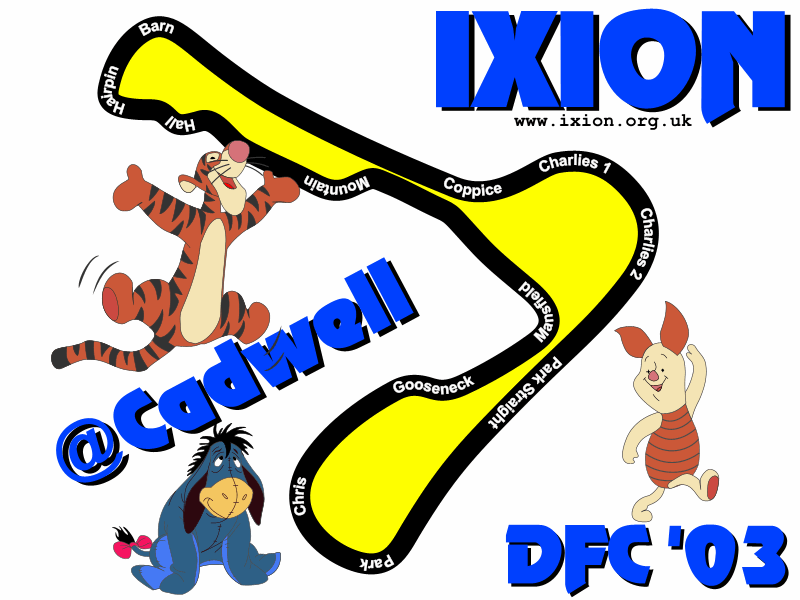 IXION
www.ixion.org.uk
Barn
Hairpin
Hall
Mountain
Coppice
Charlies 1
Charlies 2
Mansfield
Park Straight
Gooseneck
Chris
Park
@Cadwell
DFC '03